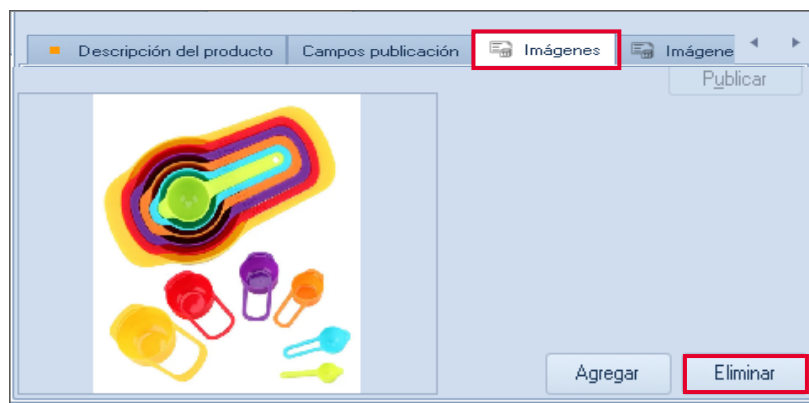 Descripción del producto Campos publicación Imágenes Imágene
Publicar
Agregar Eliminar